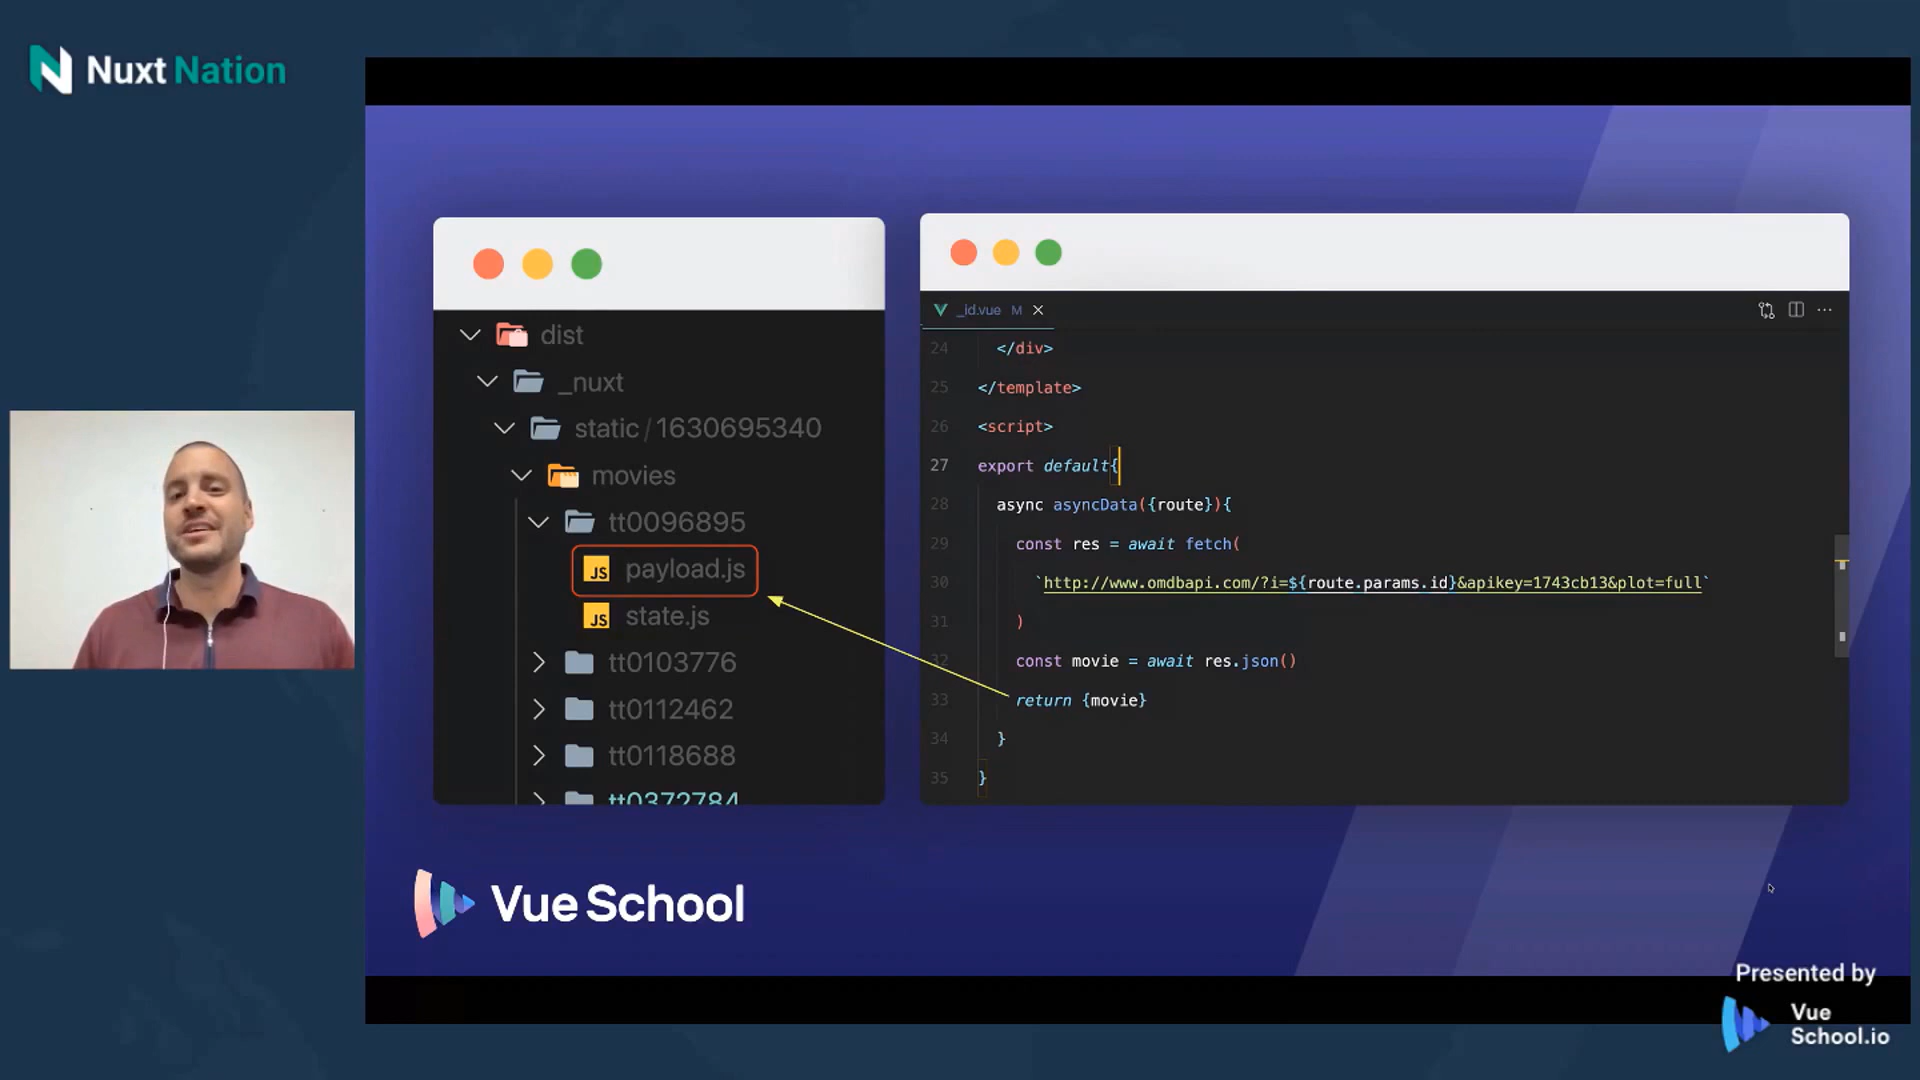 Nuxt Nation
dist
_nuxt
static/1630695340
movies
tt0096895
JS payload.js
JS state.js
tt0103776
tt0112462
tt0118688
tt0372784
_id.vue M
24 </div>
25 </template>
26 <script>
27 export default{
28 async asyncData({route}){
29 const res = await fetch(
30 `http://www.omdbapi.com/?i=${route.params.id}&apikey=1743cb13&plot=full`
31 )
32 const movie = await res.json()
33 return {movie}
34 }
35 }
Vue School
Presented by
Vue
School.io